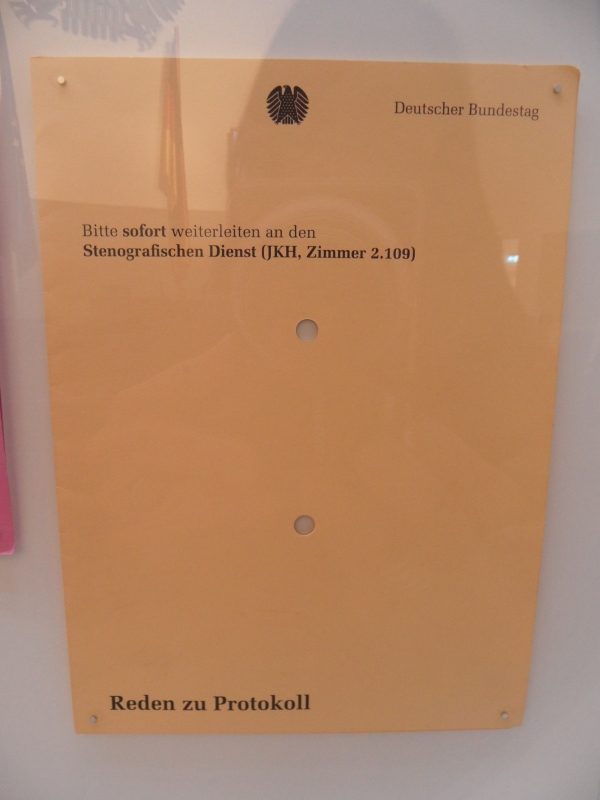 Deutscher Bundestag
Bitte sofort weiterleiten an den
Stenografischen Dienst (JKH, Zimmer 2.109)
Reden zu Protokoll